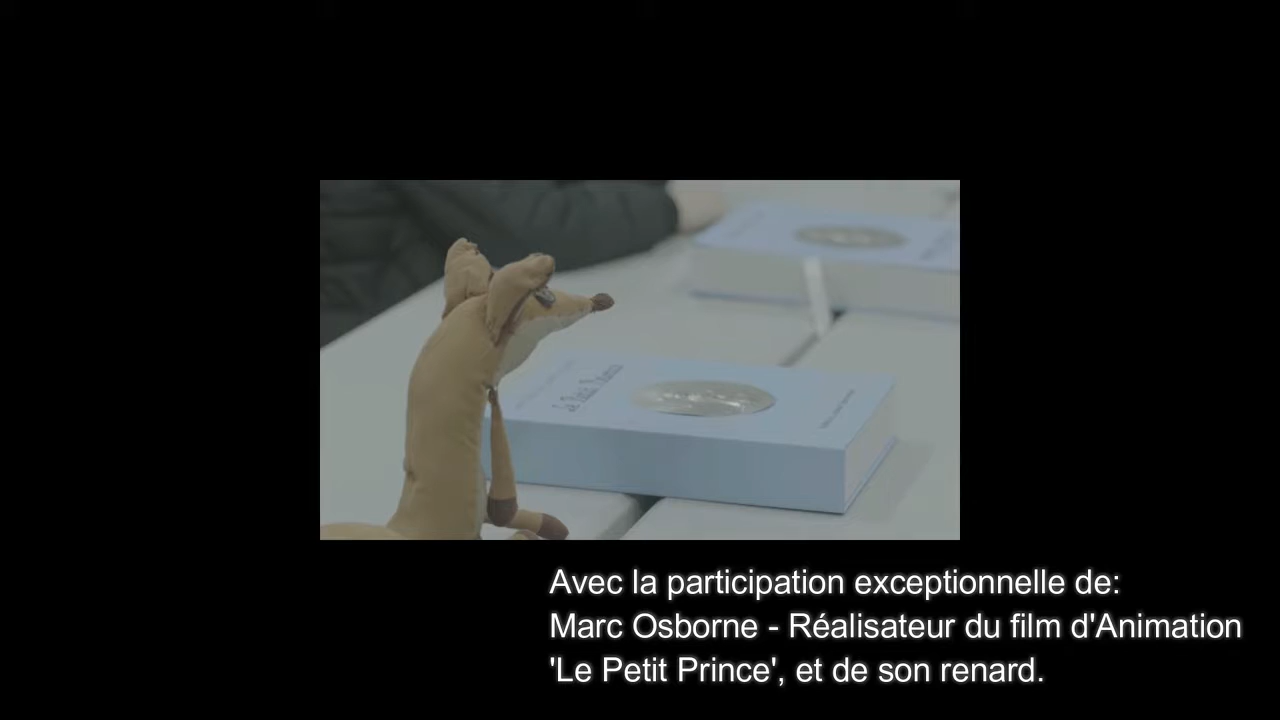 Avec la participation exceptionnelle de:
Marc Osborne - Réalisateur du film d'Animation
'Le Petit Prince', et de son renard.